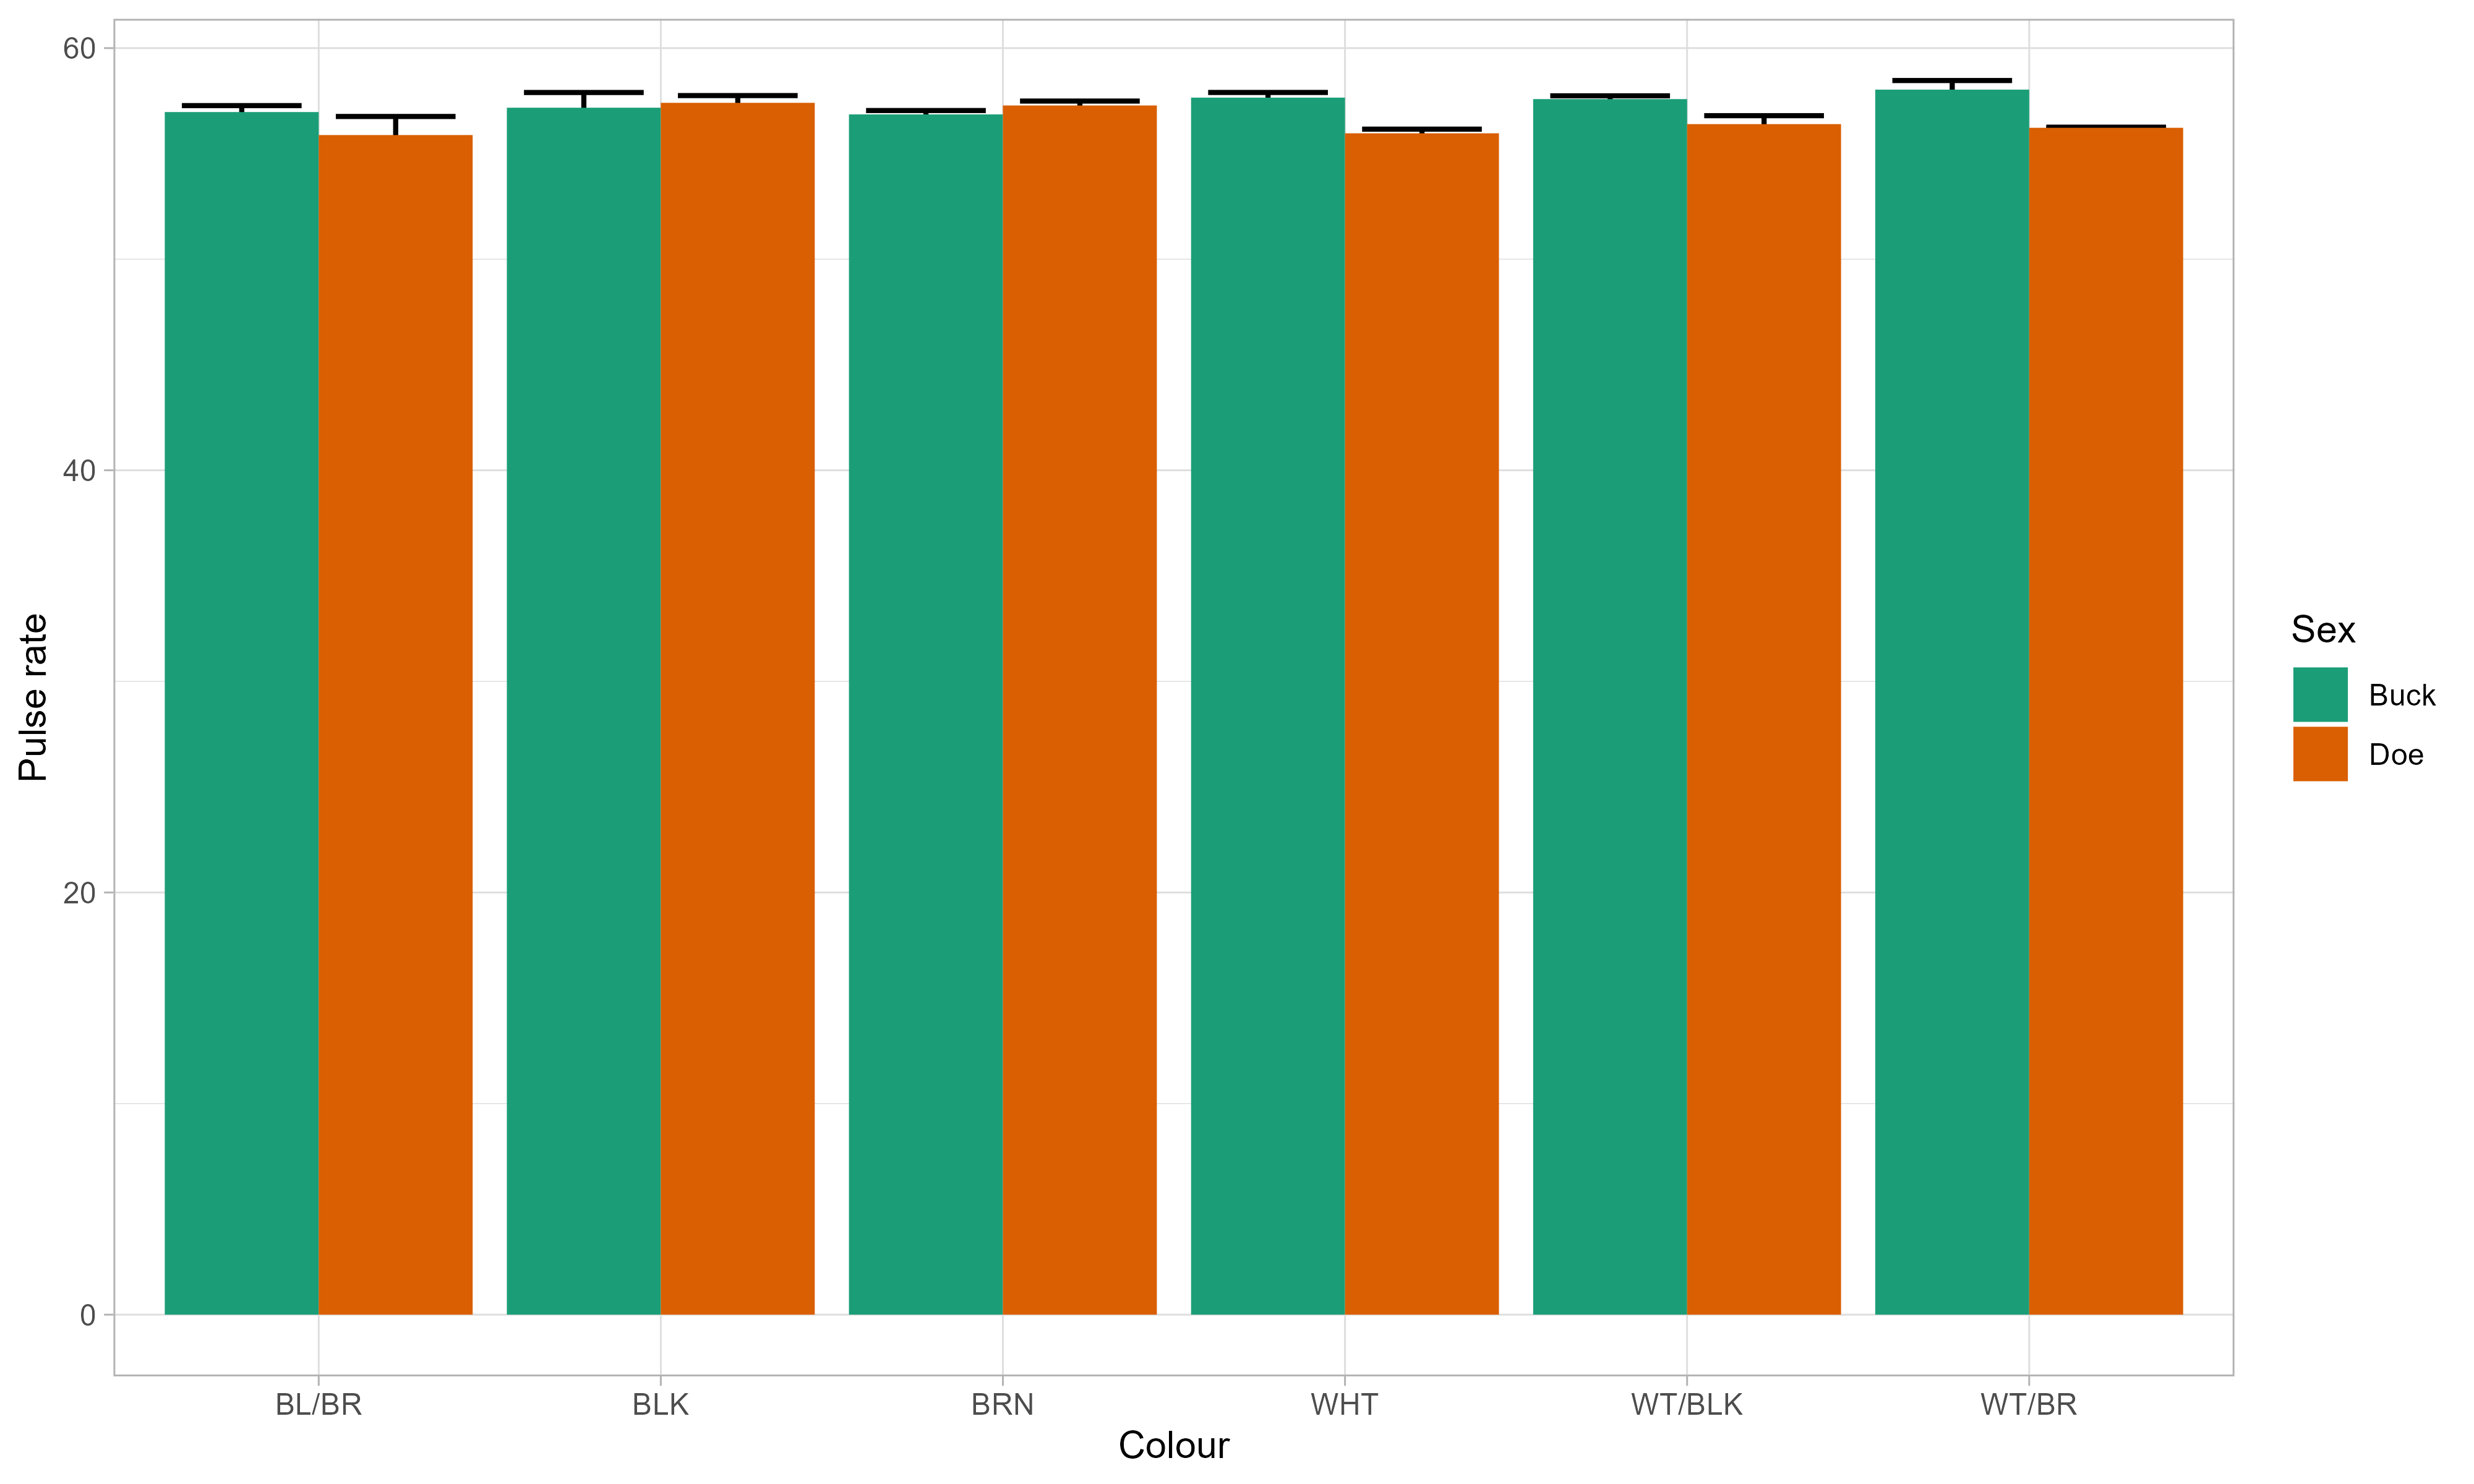 60
40
20
0
Pulse rate
BL/BR BLK BRN WHT WT/BLK WT/BR
Colour
Sex
Buck
Doe